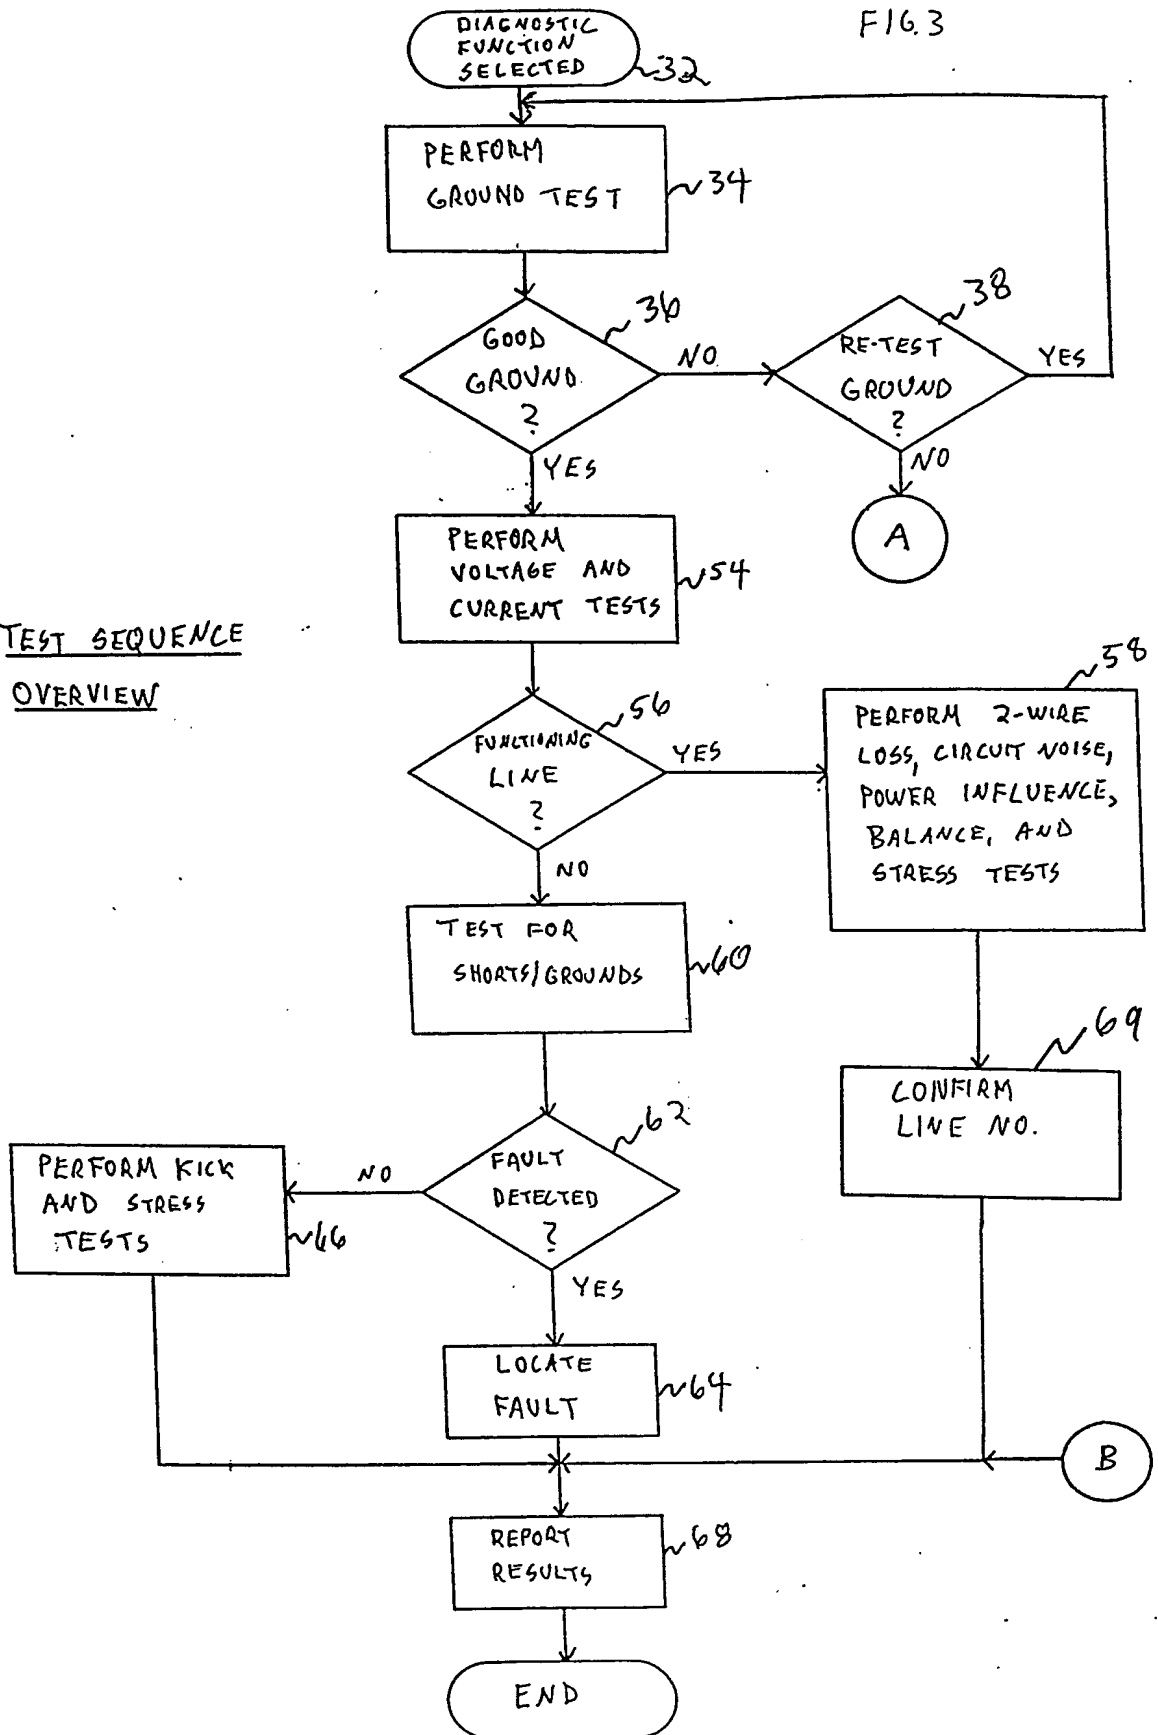 FIG.3
DIAGNOSTIC
FUNCTION
SELECTED
32
PERFORM
GROUND TEST
34
GOOD
GROUND
?
36
NO
RE-TEST
GROUND
?
38
YES
NO
A
YES
PERFORM
VOLTAGE AND
CURRENT TESTS
54
TEST SEQUENCE
OVERVIEW
FUNCTIONING
LINE
?
56
YES
PERFORM 2-WIRE
LOSS, CIRCUIT NOISE,
POWER INFLUENCE,
BALANCE, AND
STRESS TESTS
58
NO
TEST FOR
SHORTS/GROUNDS
60
CONFIRM
LINE NO.
69
FAULT
DETECTED
?
62
NO
PERFORM KICK
AND STRESS
TESTS
66
YES
LOCATE
FAULT
64
B
REPORT
RESULTS
68
END